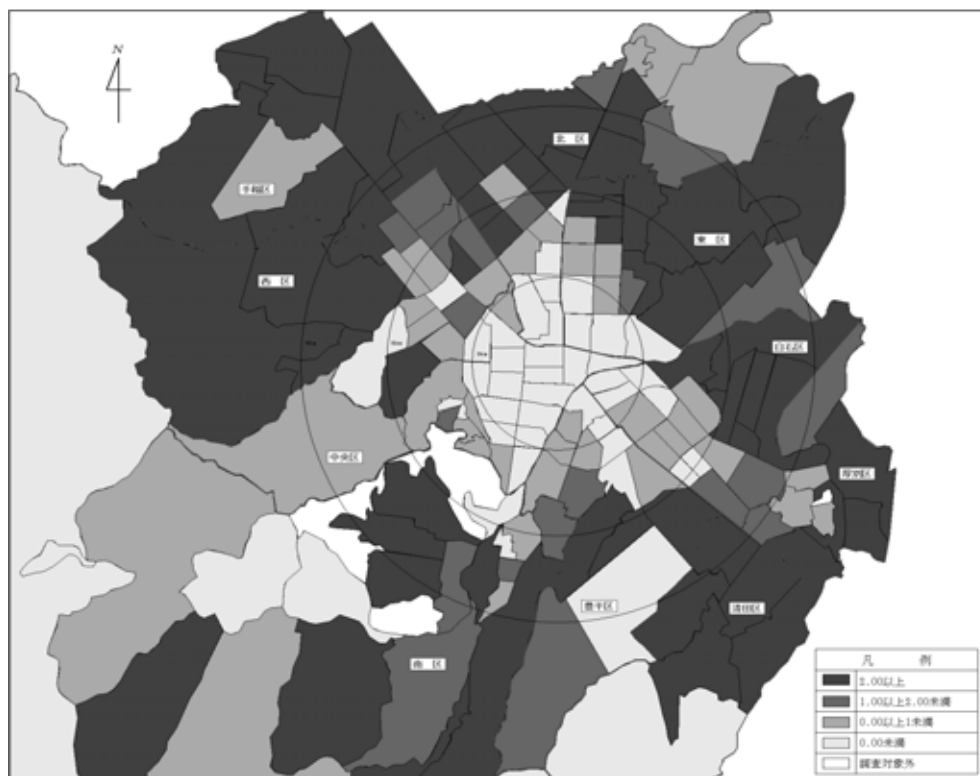 N
北 区
手稲区
東 区
西 区
白石区
中央区
厚別区
豊平区
清田区
南 区
凡 例
2.00以上
1.00以上2.00未満
0.00以上1未満
0.00未満
調査対象外